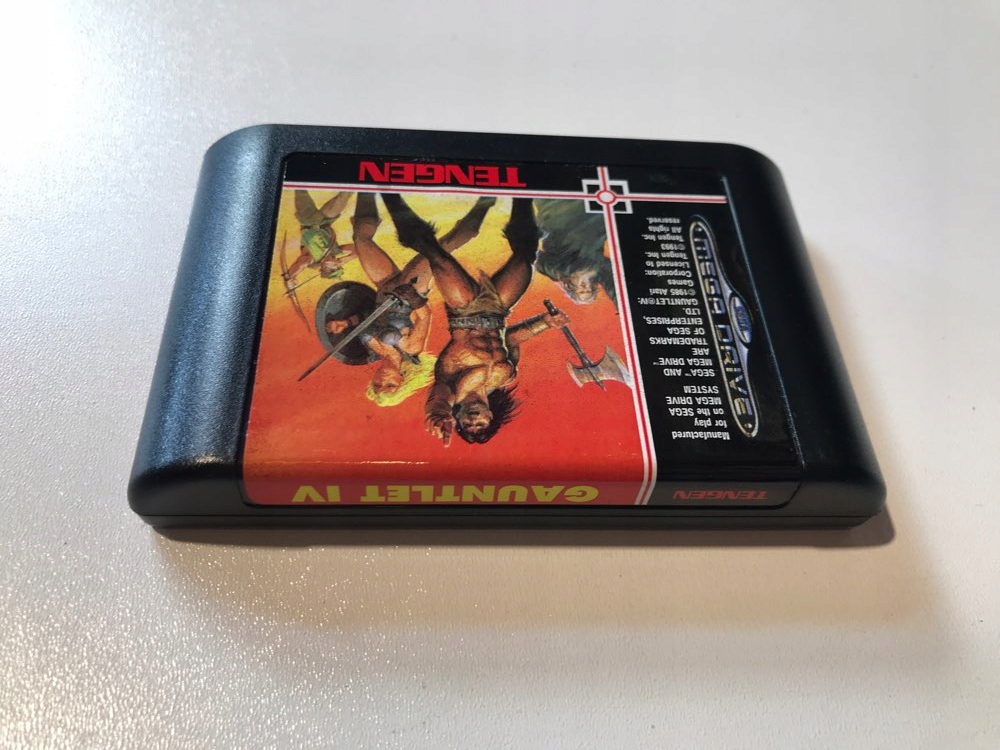 TENGEN
GAUNTLET IV
MEGA DRIVE
Manufactured
for play
on the SEGA
MEGA DRIVE
SYSTEM
SEGA™ AND
MEGA DRIVE™
ARE
TRADEMARKS
OF SEGA
ENTERPRISES,
LTD.
GAUNTLET®IV:
©1985 Atari
Games
Corporation:
Licensed to
Tengen Inc.
©1993
Tengen Inc.
All rights
reserved.
TENGEN